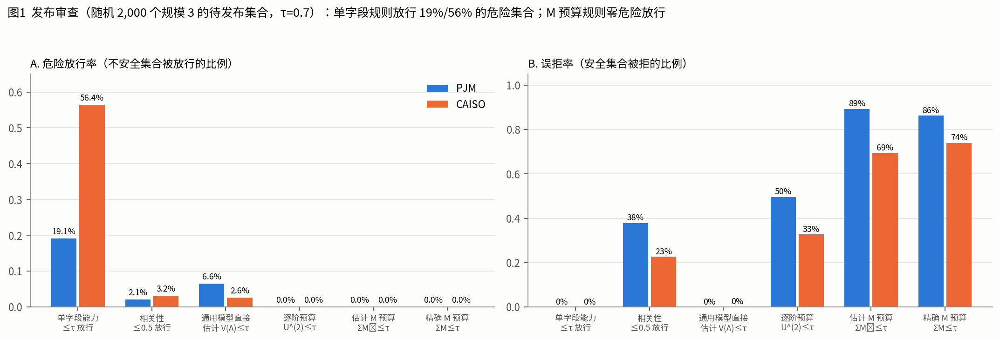 图1  发布审查（随机 2,000 个规模 3 的待发布集合，τ=0.7）：单字段规则放行 19%/56% 的危险集合；M 预算规则零危险放行
A. 危险放行率（不安全集合被放行的比例）
0.6
0.5
0.4
0.3
0.2
0.1
0.0
PJM
CAISO
19.1%
56.4%
2.1%
3.2%
6.6%
2.6%
0.0%
0.0%
0.0%
0.0%
0.0%
0.0%
单字段能力
≤τ 放行
相关性
≤0.5 放行
通用模型直接
估计 V(A)≤τ
逐阶预算
U^(2)≤τ
估计 M 预算
ΣM≤τ
精确 M 预算
ΣM≤τ
B. 误拒率（安全集合被拒的比例）
1.0
0.8
0.6
0.4
0.2
0.0
0%
0%
38%
23%
0%
0%
50%
33%
89%
69%
86%
74%
单字段能力
≤τ 放行
相关性
≤0.5 放行
通用模型直接
估计 V(A)≤τ
逐阶预算
U^(2)≤τ
估计 M 预算
ΣM≤τ
精确 M 预算
ΣM≤τ